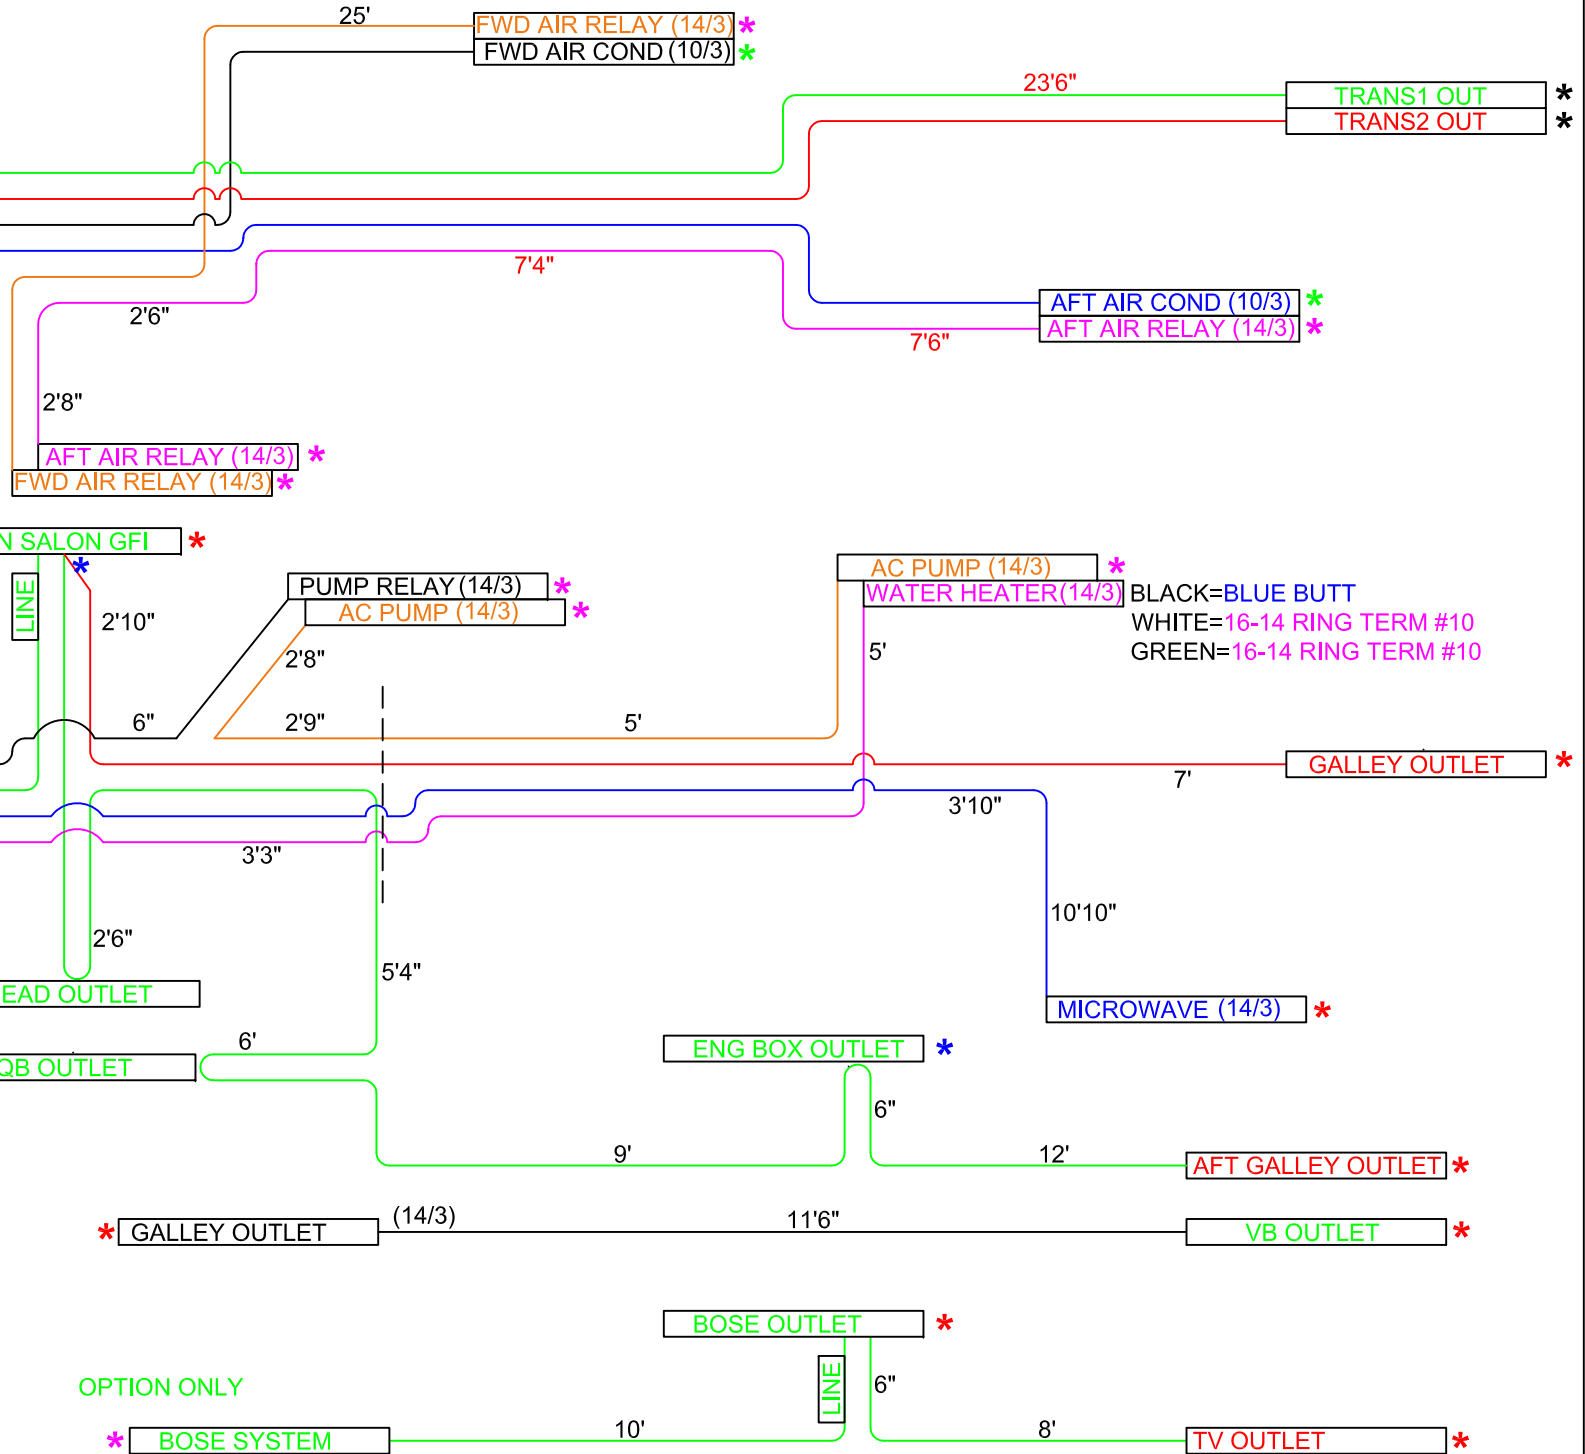 25'
FWD AIR RELAY (14/3) *
FWD AIR COND (10/3) *
23'6"
TRANS1 OUT *
TRANS2 OUT *
7'4"
2'6"
AFT AIR COND (10/3) *
AFT AIR RELAY (14/3) *
7'6"
2'8"
AFT AIR RELAY (14/3) *
FWD AIR RELAY (14/3) *
N SALON GFI *
*
LINE
2'10"
PUMP RELAY (14/3) *
AC PUMP (14/3) *
2'8"
AC PUMP (14/3) *
WATER HEATER (14/3) BLACK=BLUE BUTT
WHITE=16-14 RING TERM #10
GREEN=16-14 RING TERM #10
5'
6"
2'9"
5'
GALLEY OUTLET *
7'
3'10"
3'3"
10'10"
2'6"
5'4"
EAD OUTLET
MICROWAVE (14/3) *
6'
QB OUTLET
ENG BOX OUTLET *
6"
9'
12'
AFT GALLEY OUTLET *
* GALLEY OUTLET (14/3)
11'6"
VB OUTLET *
BOSE OUTLET *
LINE
6"
OPTION ONLY
* BOSE SYSTEM
10'
8'
TV OUTLET *